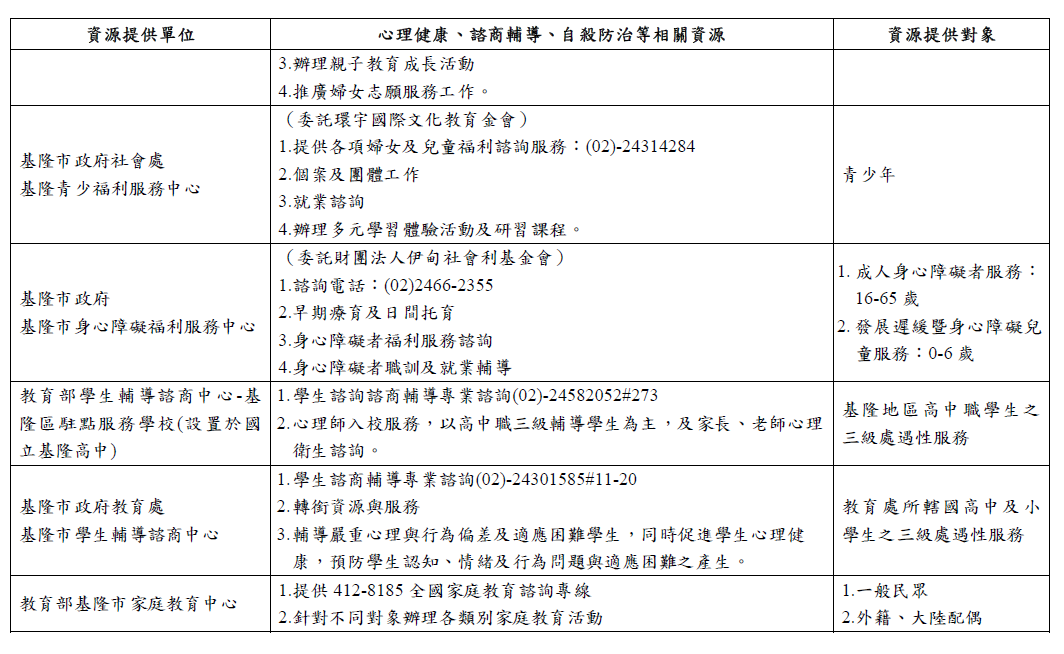 資源提供單位
心理健康、諮商輔導、自殺防治等相關資源
資源提供對象
3.辦理親子教育成長活動
4.推廣婦女志願服務工作。
基隆市政府社會處
基隆青少福利服務中心
（委託環宇國際文化教育金會）
1.提供各項婦女及兒童福利諮詢服務：(02)-24314284
2.個案及團體工作
3.就業諮詢
4.辦理多元學習體驗活動及研習課程。
青少年
基隆市政府
基隆市身心障礙福利服務中心
（委託財團法人伊甸社會利基金會）
1.諮詢電話：(02)2466-2355
2.早期療育及日間托育
3.身心障礙者福利服務諮詢
4.身心障礙者職訓及就業輔導
1. 成人身心障礙者服務：
16-65 歲
2. 發展遲緩暨身心障礙兒
童服務：0-6 歲
教育部學生輔導諮商中心-基
隆區駐點服務學校(設置於國
立基隆高中)
1.學生諮詢諮商輔導專業諮詢(02)-24582052#273
2.心理師入校服務，以高中職三級輔導學生為主，及家長、老師心理
衛生諮詢。
基隆地區高中職學生之
三級處遇性服務
基隆市政府教育處
基隆市學生輔導諮商中心
1.學生諮商輔導專業諮詢(02)-24301585#11-20
2.轉銜資源與服務
3.輔導嚴重心理與行為偏差及適應困難學生，同時促進學生心理健
康，預防學生認知、情緒及行為問題與適應困難之產生。
教育處所轄國高中及小
學生之三級處遇性服務
教育部基隆市家庭教育中心
1.提供 412-8185 全國家庭教育諮詢專線
2.針對不同對象辦理各類別家庭教育活動
1.一般民眾
2.外籍、大陸配偶